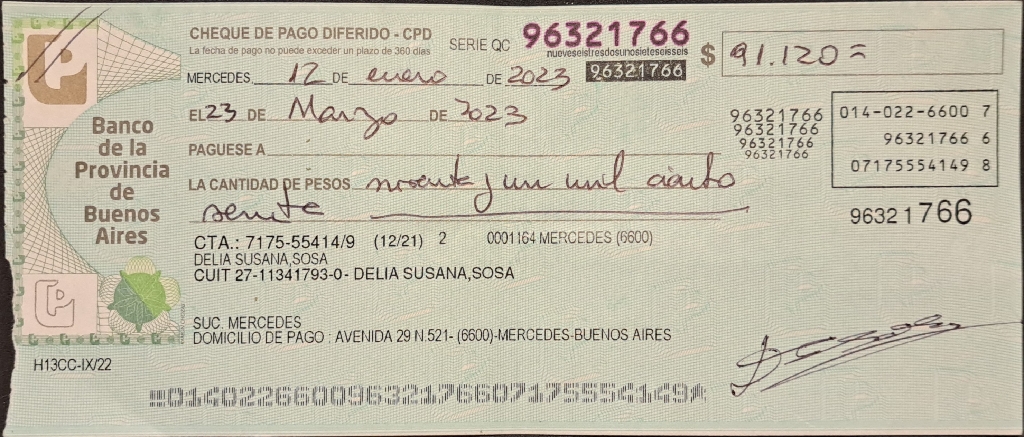 CHEQUE DE PAGO DIFERIDO - CPD
La fecha de pago no puede exceder un plazo de 360 días
SERIE QC 96321766
nueveseistresdosunosieteseisseis
96321766
$ 91.120=
MERCEDES, 12 DE enero DE 2023
EL 23 DE Marzo DE 2023
PAGUESE A
LA CANTIDAD DE PESOS noventa y un mil ciento
veinte
96321766
96321766
96321766
96321766
014-022-6600 7
96321766 6
07175554149 8
96321766
Banco
de la
Provincia
de
Buenos
Aires
CTA.: 7175-55414/9 (12/21) 2 0001164 MERCEDES (6600)
DELIA SUSANA,SOSA
CUIT 27-11341793-0- DELIA SUSANA,SOSA
SUC. MERCEDES
DOMICILIO DE PAGO : AVENIDA 29 N.521- (6600)-MERCEDES-BUENOS AIRES
H13CC-IX/22
01402266009632176607175554149